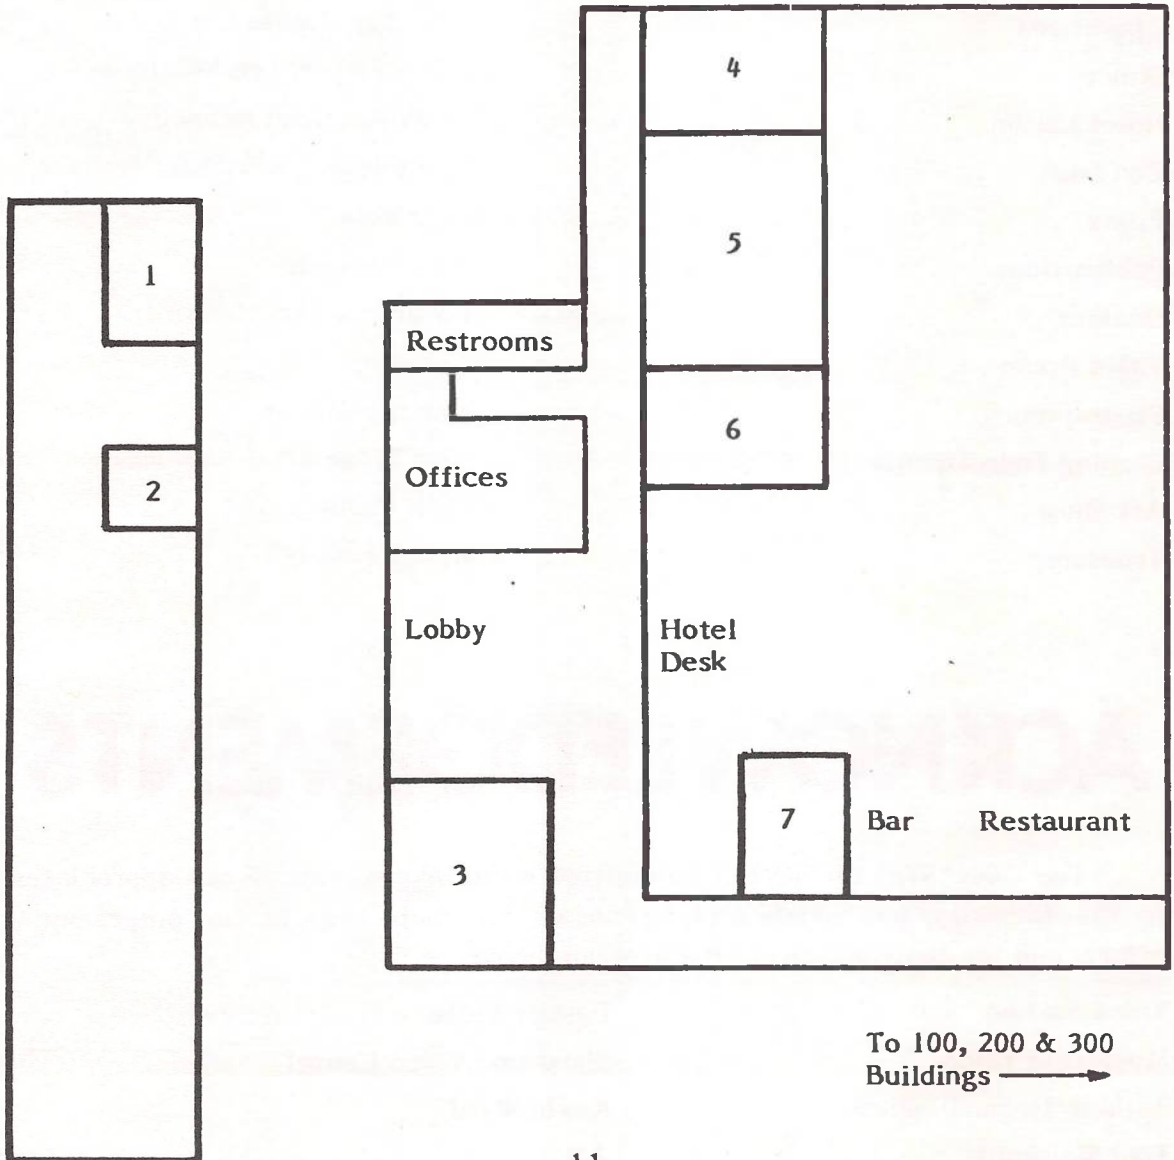 4
5
1
Restrooms
6
Offices
2
Lobby
Hotel
Desk
7
Bar
Restaurant
3
To 100, 200 & 300
Buildings